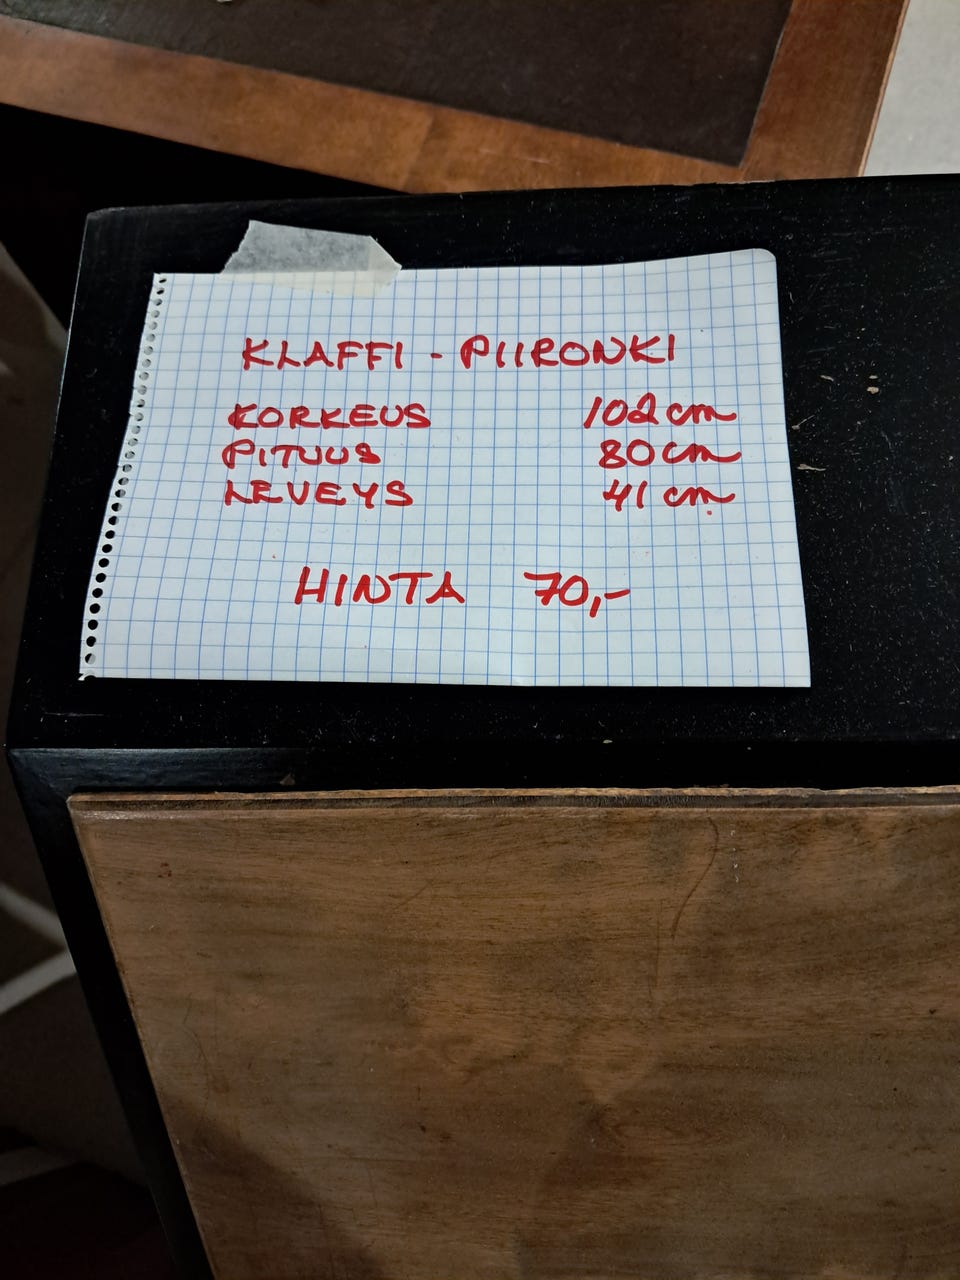 KLAFFI - PIIRONKI
KORKEUS 102 cm
PITUUS 80 cm
LEVEYS 41 cm
HINTA 70,-